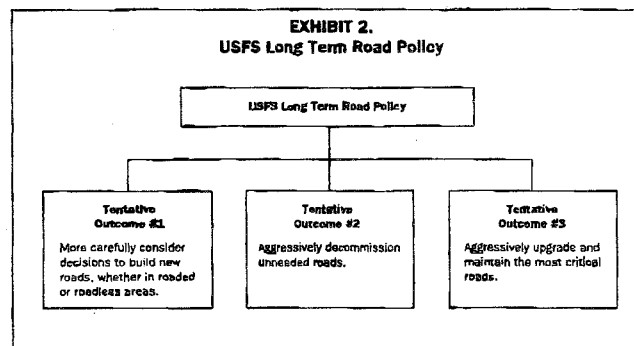 EXHIBIT 2.
USFS Long Term Road Policy
USFS Long Term Road Policy
Tentative
Outcome #1
More carefully consider
decisions to build new
roads, whether in roaded
or roadless areas.
Tentative
Outcome #2
Aggressively decommission
unneeded roads.
Tentative
Outcome #3
Aggressively upgrade and
maintain the most critical
roads.